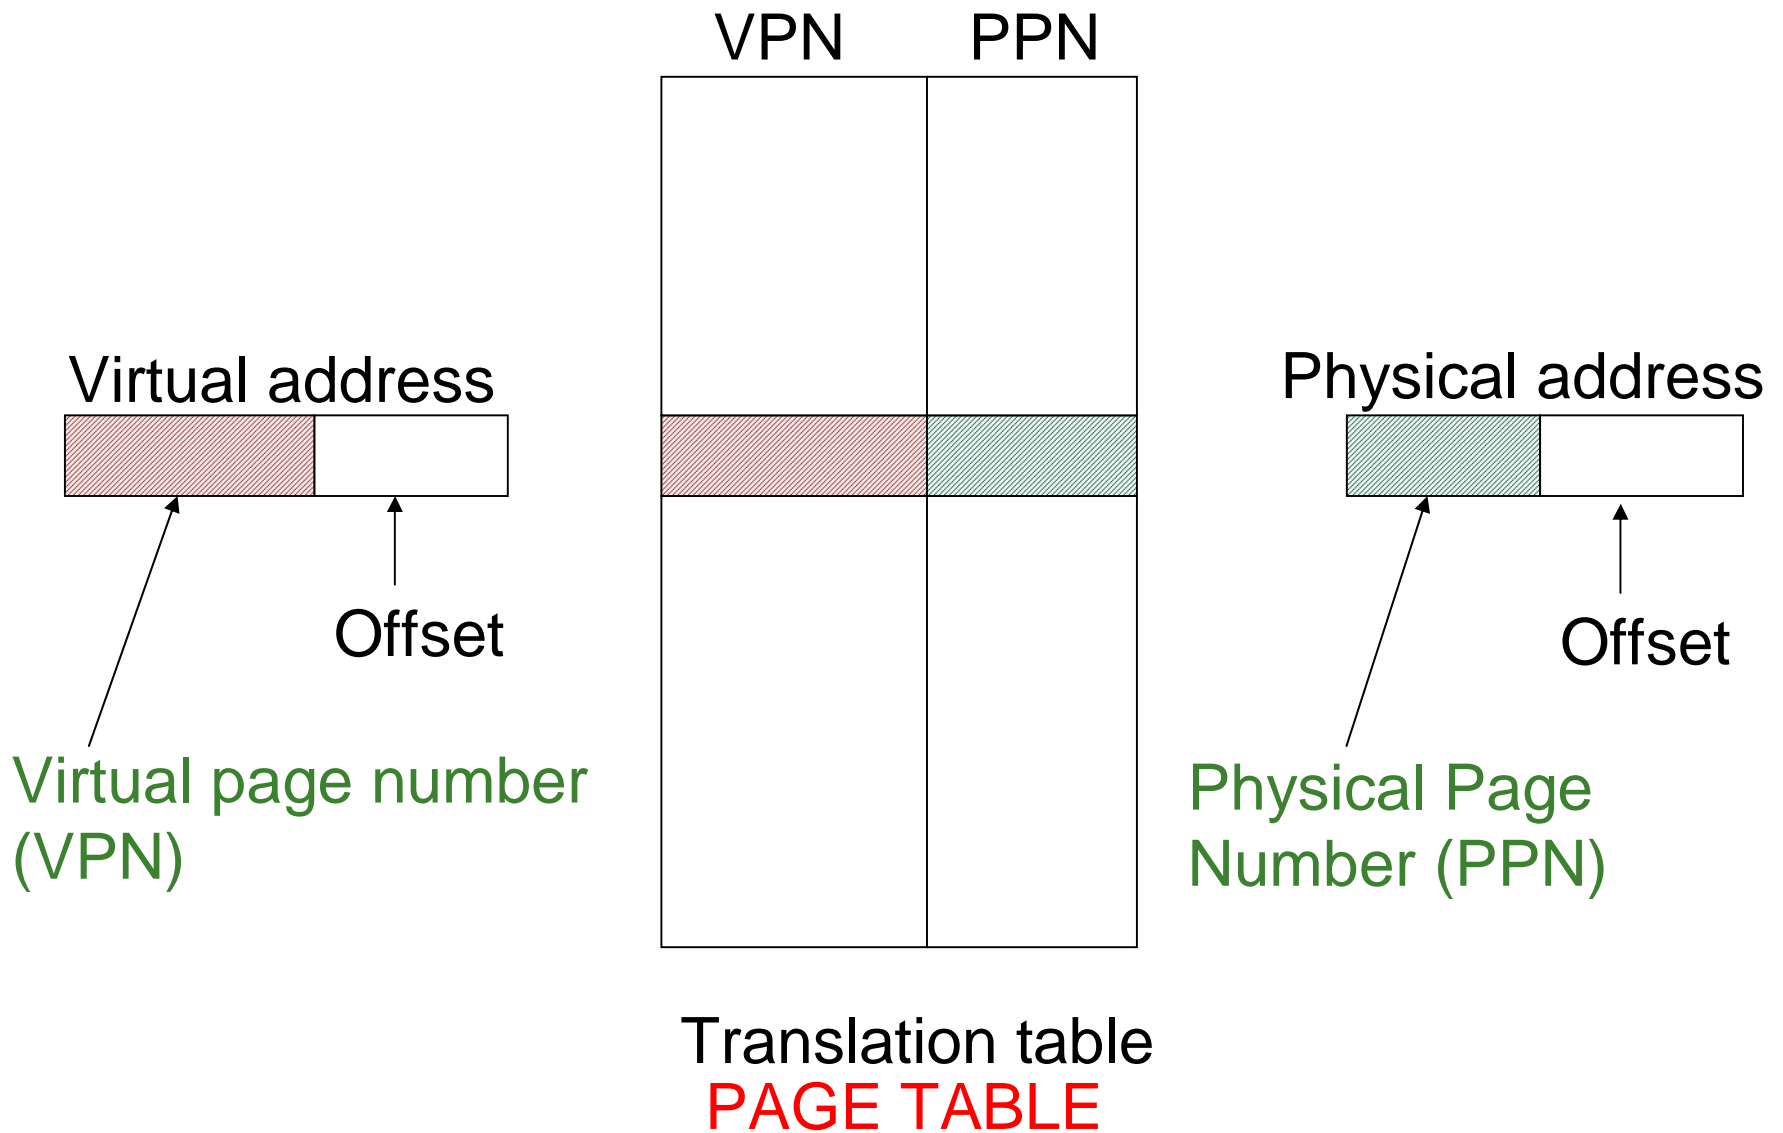 VPN PPN
Virtual address
Physical address
Offset
Offset
Virtual page number
(VPN)
Physical Page
Number (PPN)
Translation table
PAGE TABLE